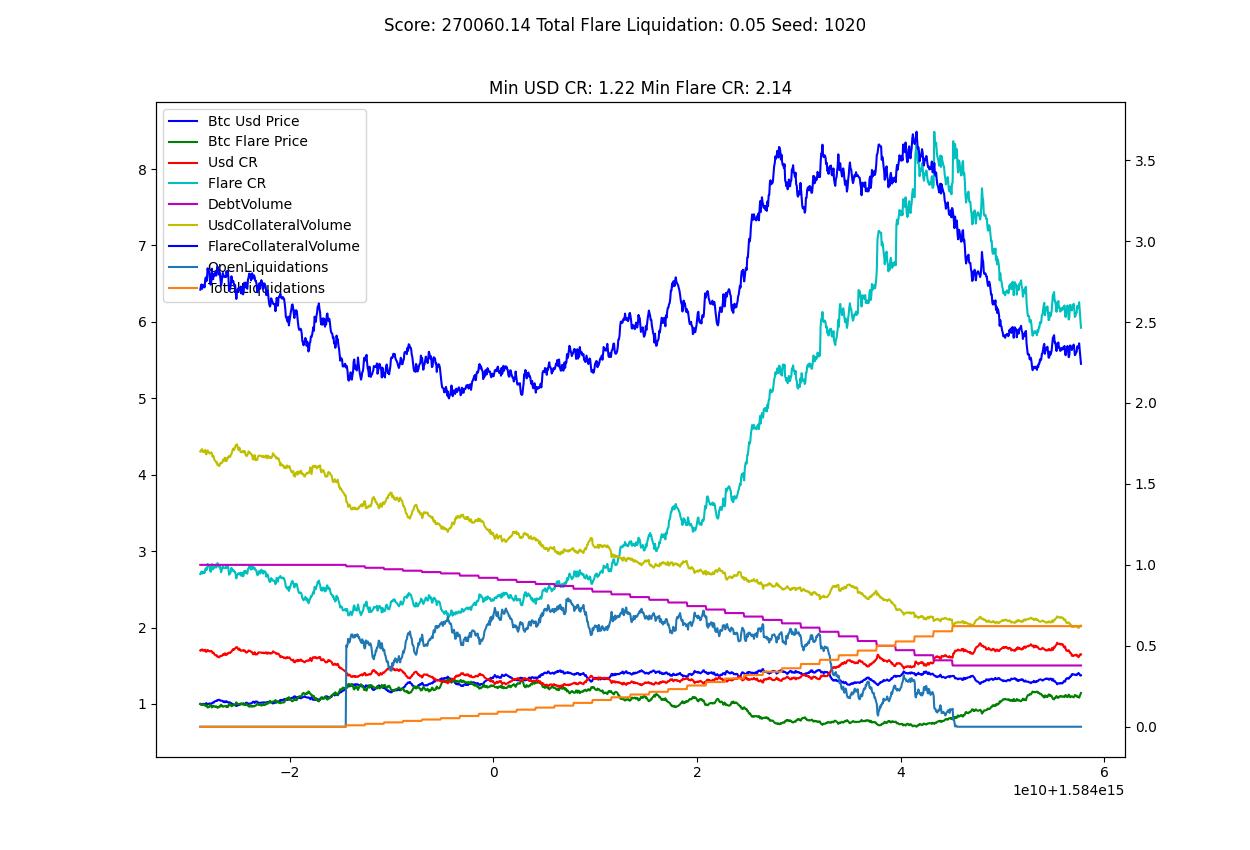 Score: 270060.14 Total Flare Liquidation: 0.05 Seed: 1020
Min USD CR: 1.22 Min Flare CR: 2.14
Btc Usd Price
Btc Flare Price
Usd CR
Flare CR
DebtVolume
UsdCollateralVolume
FlareCollateralVolume
OpenLiquidations
TotalLiquidations
8
7
6
5
4
3
2
1
3.5
3.0
2.5
2.0
1.5
1.0
0.5
0.0
−2 0 2 4 6
1e10+1.584e15